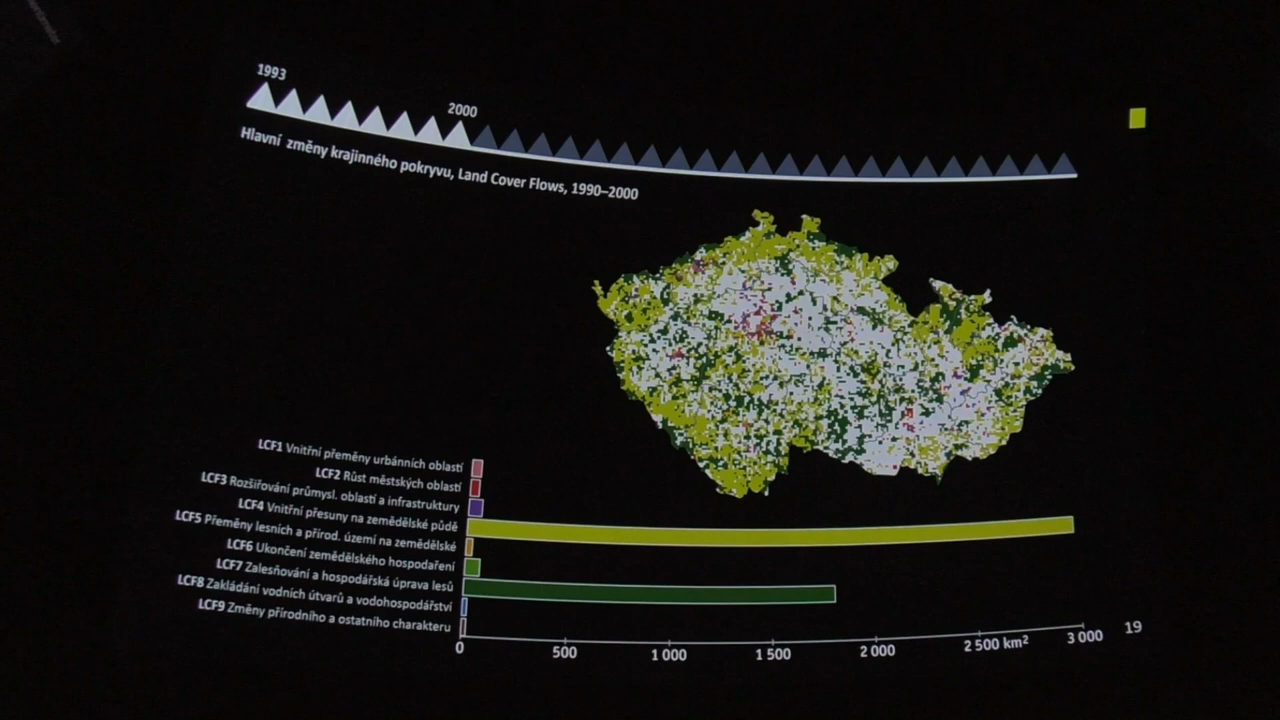 1993
2000
Hlavní změny krajinného pokryvu, Land Cover Flows, 1990–2000
LCF1 Vnitřní přeměny urbánních oblastí
LCF2 Růst městských oblastí
LCF3 Rozšiřování průmysl. oblastí a infrastruktury
LCF4 Vnitřní přesuny na zemědělské půdě
LCF5 Přeměny lesních a přírod. území na zemědělské
LCF6 Ukončení zemědělského hospodaření
LCF7 Zalesňování a hospodářská úprava lesů
LCF8 Zakládání vodních útvarů a vodohospodářství
LCF9 Změny přírodního a ostatního charakteru
0 500 1 000 1 500 2 000 2 500 km² 3 000
19